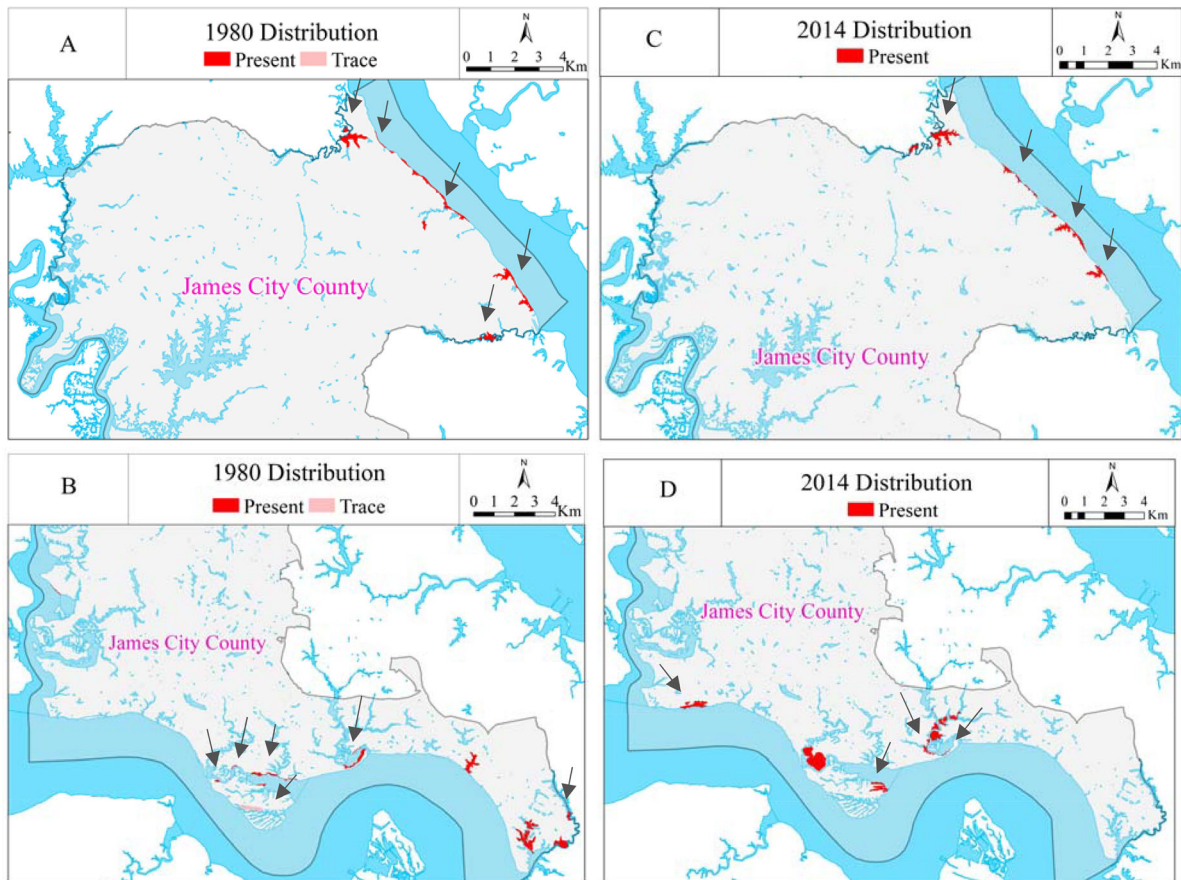 A
1980 Distribution
Present Trace
N
0 1 2 3 4
Km
James City County
C
2014 Distribution
Present
N
0 1 2 3 4
Km
James City County
B
1980 Distribution
Present Trace
N
0 1 2 3 4
Km
James City County
D
2014 Distribution
Present
N
0 1 2 3 4
Km
James City County